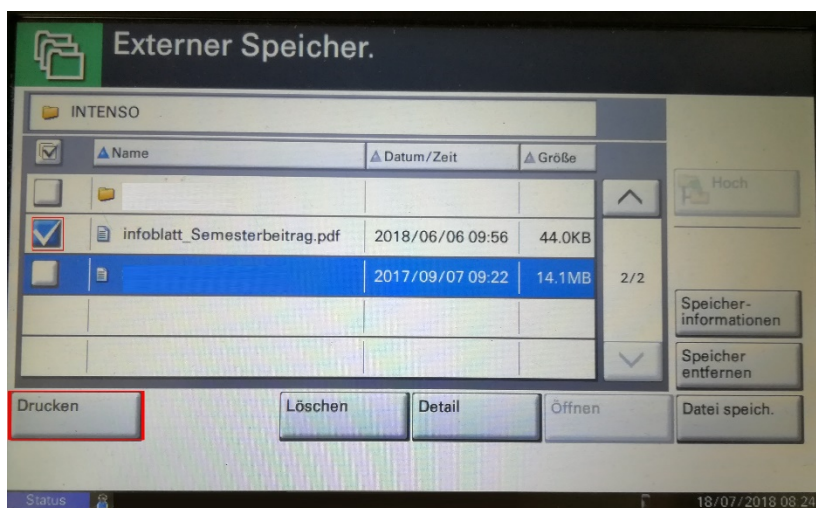 Externer Speicher.
INTENSO
Name Datum/Zeit Größe
Hoch
infoblatt_Semesterbeitrag.pdf 2018/06/06 09:56 44.0KB
2017/09/07 09:22 14.1MB 2/2
Speicher-
informationen
Speicher
entfernen
Drucken Löschen Detail Öffnen Datei speich.
Status 18/07/2018 08:24